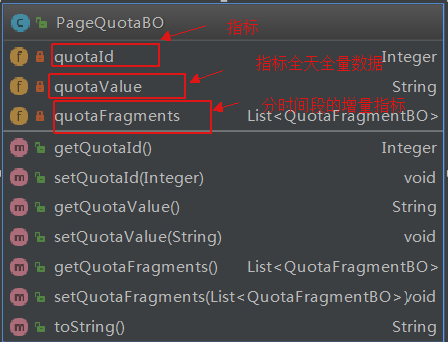 PageQuotaBO
指标
quotaId Integer
指标全天全量数据
quotaValue String
分时间段的增量指标
quotaFragments List<QuotaFragmentBO>
getQuotaId() Integer
setQuotaId(Integer) void
getQuotaValue() String
setQuotaValue(String) void
getQuotaFragments() List<QuotaFragmentBO>
setQuotaFragments(List<QuotaFragmentBO>) void
toString() String